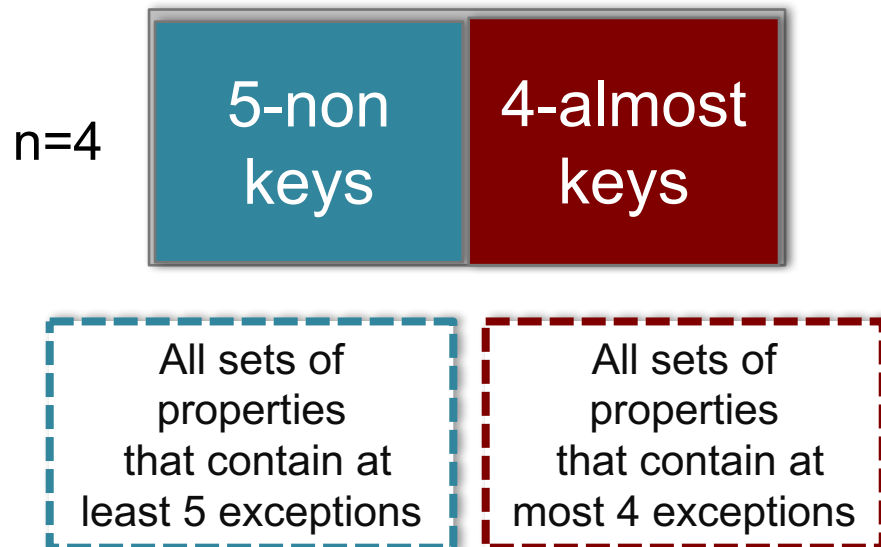 n=4
5-non
keys
4-almost
keys
All sets of
properties
that contain at
least 5 exceptions
All sets of
properties
that contain at
most 4 exceptions